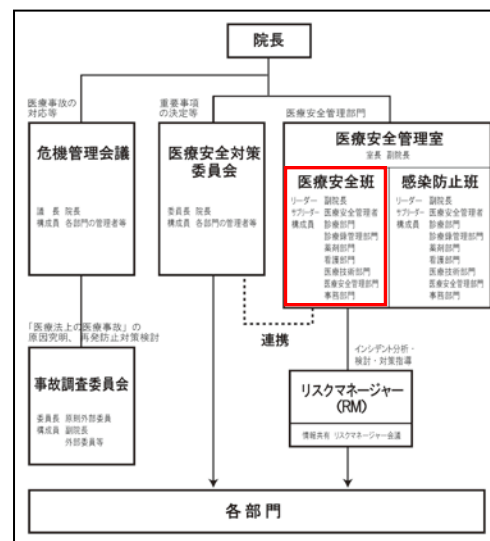 院長
医療事故の
対応等
重要事項
の決定等
医療安全管理部門
危機管理会議
議 長 院長
構成員 各部門の管理者等
医療安全対策
委員会
委員長 院長
構成員 各部門の管理者等
医療安全管理室
室長 副院長
医療安全班
リーダー 副院長
サブリーダー 医療安全管理者
構成員 診療部門
診療録管理部門
薬剤部門
看護部門
医療技術部門
医療安全管理部門
事務部門
感染防止班
リーダー 副院長
サブリーダー 医療安全管理者
構成員 診療部門
診療録管理部門
薬剤部門
看護部門
医療技術部門
医療安全管理部門
事務部門
連携
「医療法上の医療事故」の
原因究明、再発防止対策検討
事故調査委員会
委員長 原則外部委員
構成員 副院長
外部委員等
インシデント分析・
検討・対策指導
リスクマネージャー
(RM)
情報共有 リスクマネージャー会議
各部門